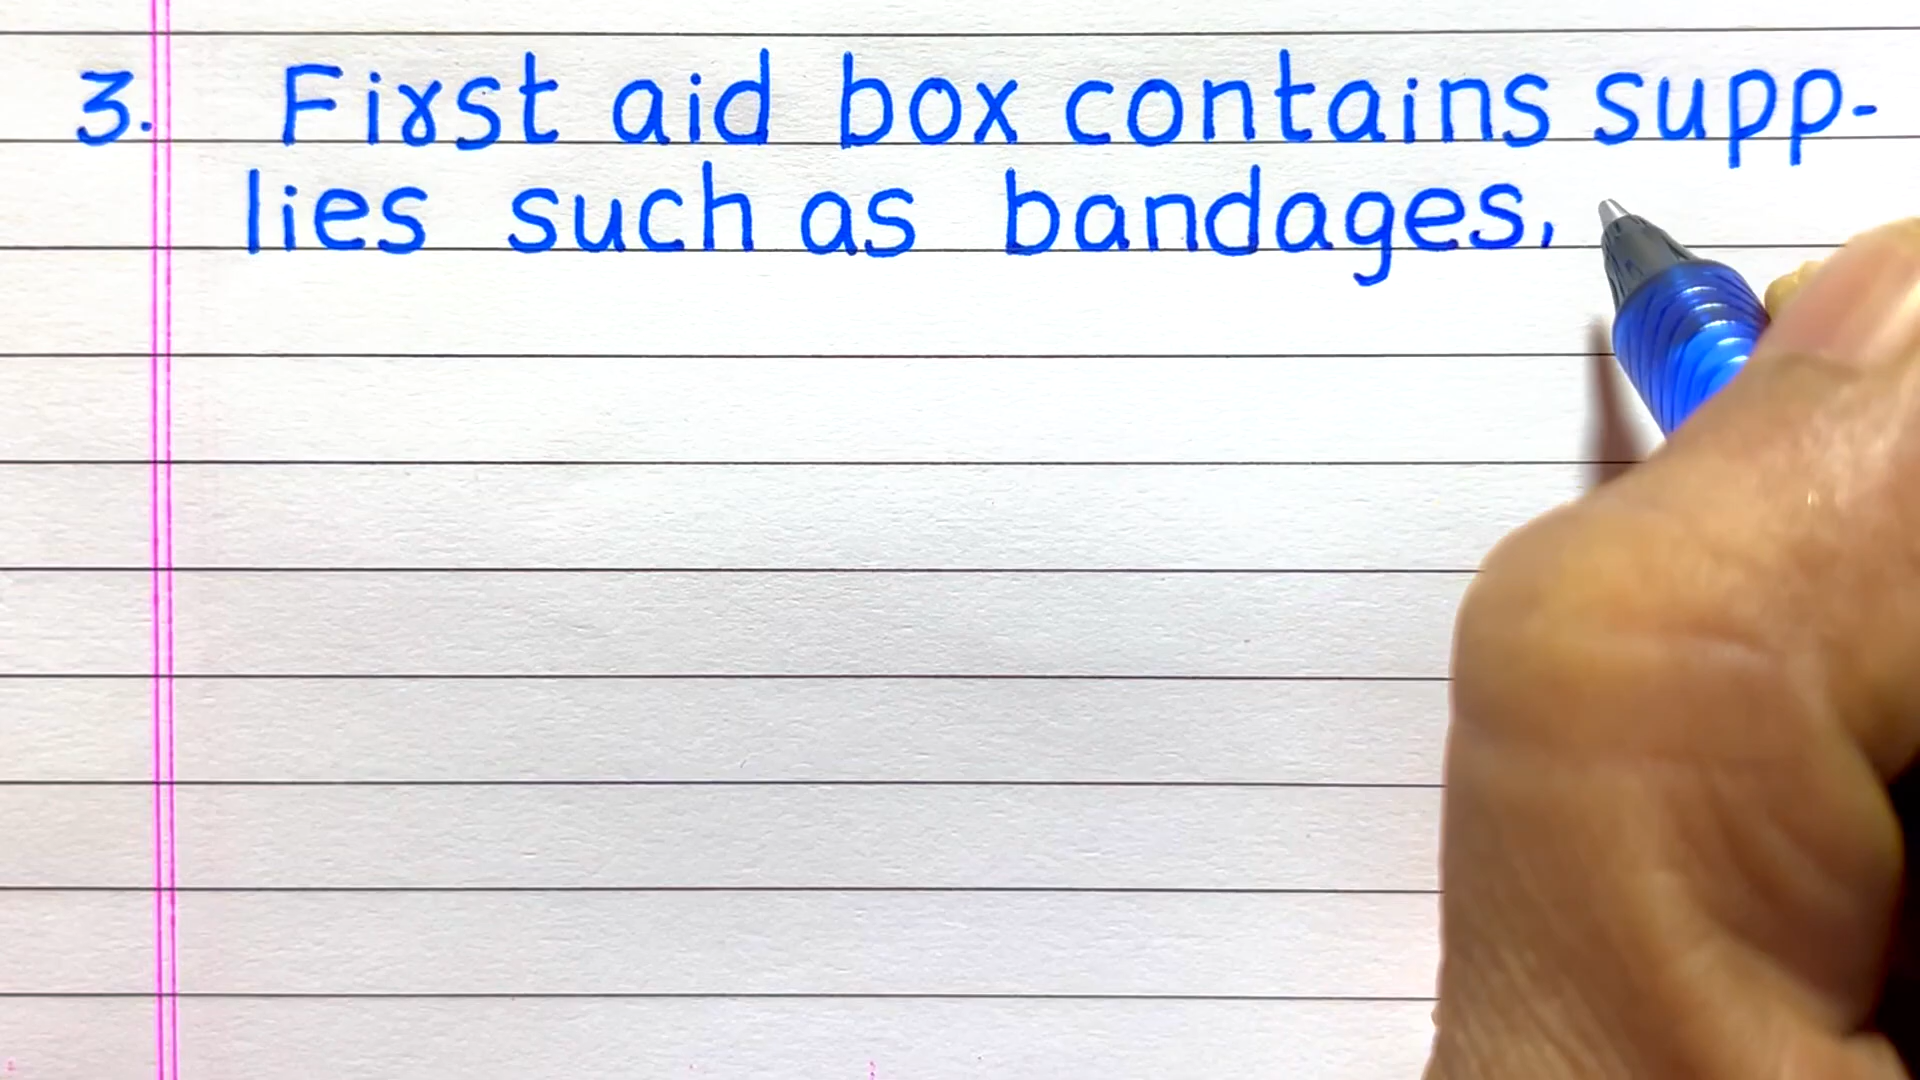 3. First aid box contains supp-
lies such as bandages,